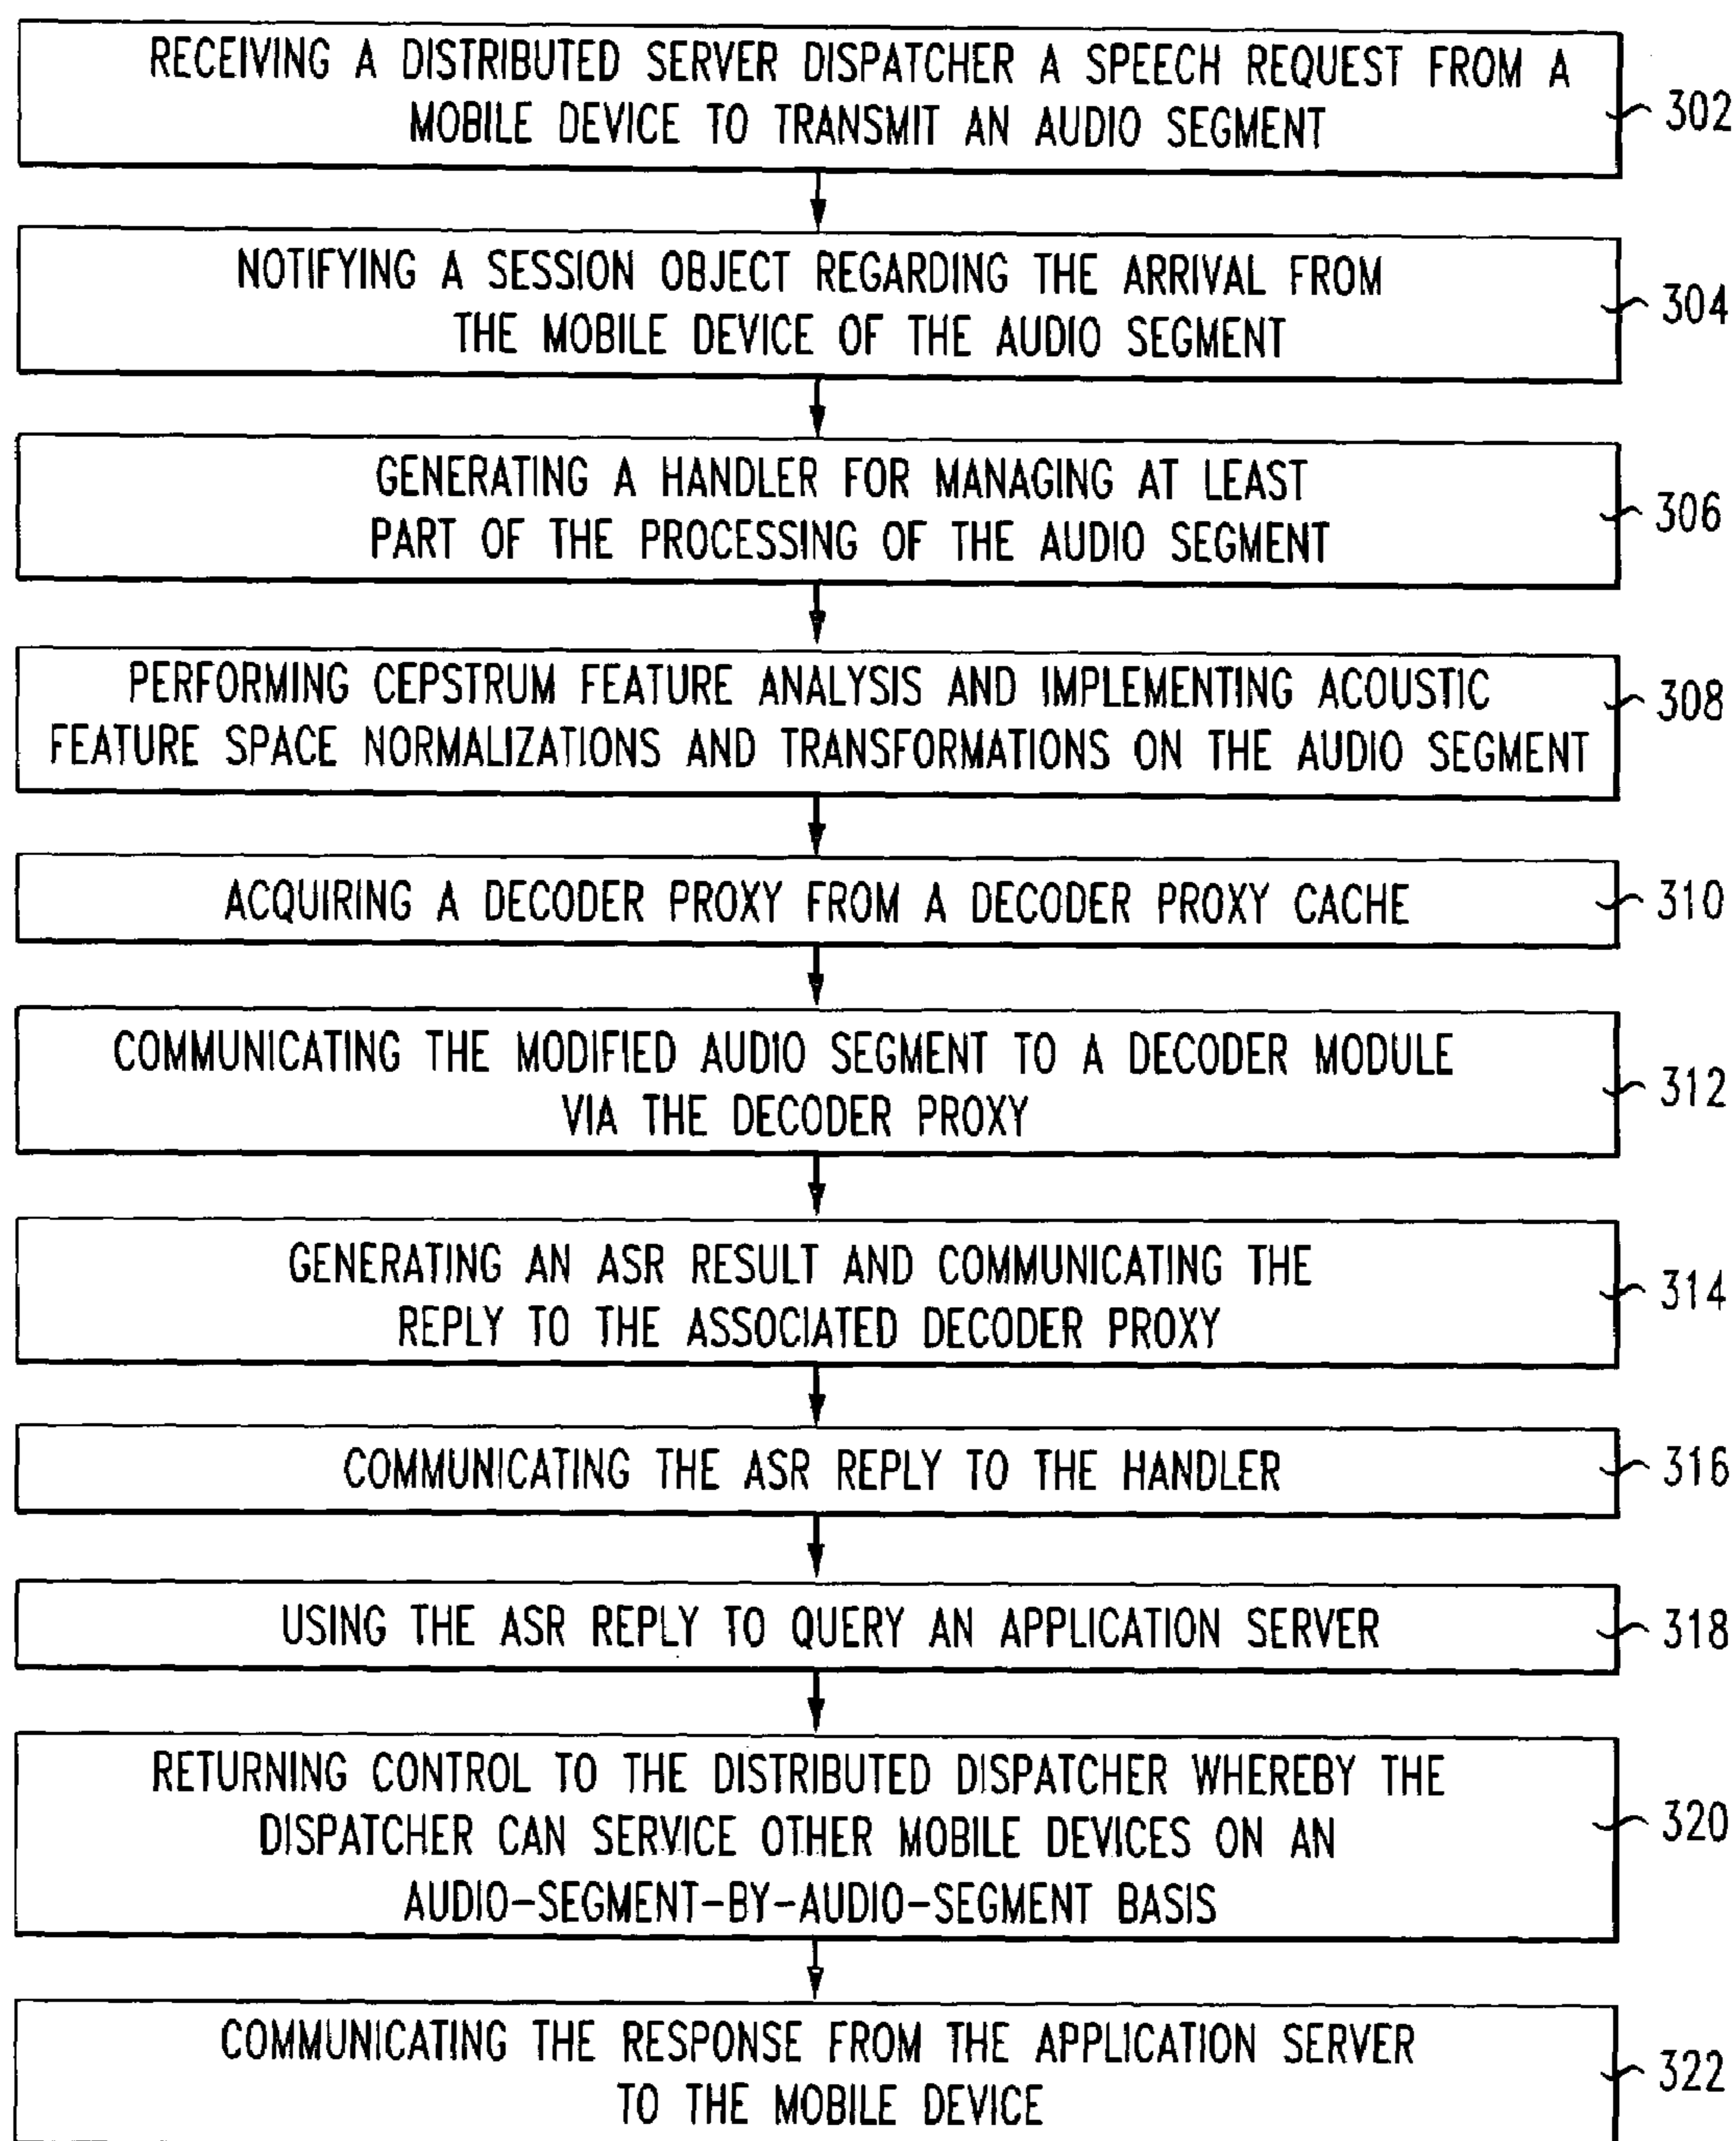 RECEIVING A DISTRIBUTED SERVER DISPATCHER A SPEECH REQUEST FROM A
MOBILE DEVICE TO TRANSMIT AN AUDIO SEGMENT
302
NOTIFYING A SESSION OBJECT REGARDING THE ARRIVAL FROM
THE MOBILE DEVICE OF THE AUDIO SEGMENT
304
GENERATING A HANDLER FOR MANAGING AT LEAST
PART OF THE PROCESSING OF THE AUDIO SEGMENT
306
PERFORMING CEPSTRUM FEATURE ANALYSIS AND IMPLEMENTING ACOUSTIC
FEATURE SPACE NORMALIZATIONS AND TRANSFORMATIONS ON THE AUDIO SEGMENT
308
ACQUIRING A DECODER PROXY FROM A DECODER PROXY CACHE
310
COMMUNICATING THE MODIFIED AUDIO SEGMENT TO A DECODER MODULE
VIA THE DECODER PROXY
312
GENERATING AN ASR RESULT AND COMMUNICATING THE
REPLY TO THE ASSOCIATED DECODER PROXY
314
COMMUNICATING THE ASR REPLY TO THE HANDLER
316
USING THE ASR REPLY TO QUERY AN APPLICATION SERVER
318
RETURNING CONTROL TO THE DISTRIBUTED DISPATCHER WHEREBY THE
DISPATCHER CAN SERVICE OTHER MOBILE DEVICES ON AN
AUDIO-SEGMENT-BY-AUDIO-SEGMENT BASIS
320
COMMUNICATING THE RESPONSE FROM THE APPLICATION SERVER
TO THE MOBILE DEVICE
322